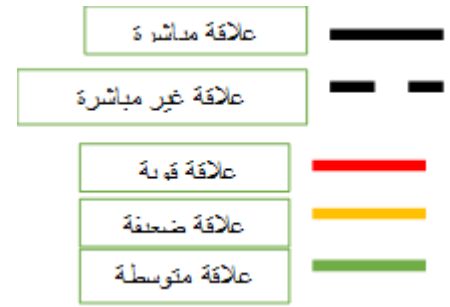 علاقة مباشرة
علاقة غير مباشرة
علاقة قوية
علاقة ضعيفة
علاقة متوسطة